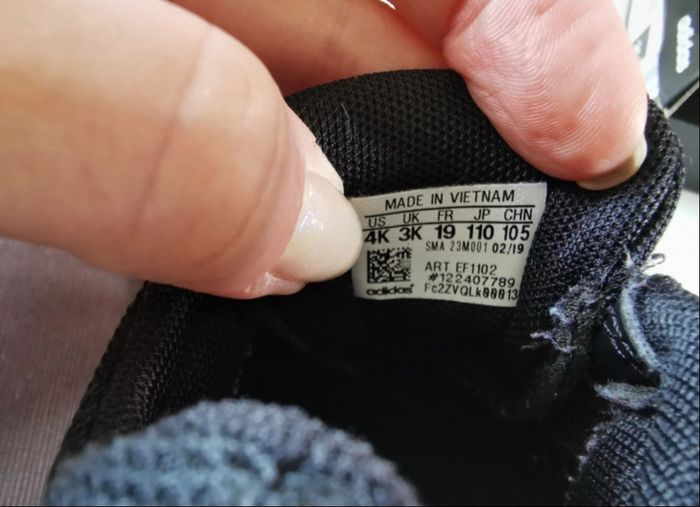 MADE IN VIETNAM
US UK FR JP CHN
4K 3K 19 110 105
SMA 23M001 02/19
ART EF1102
#122407789
adidas Fc2ZVQLk00013
adidas